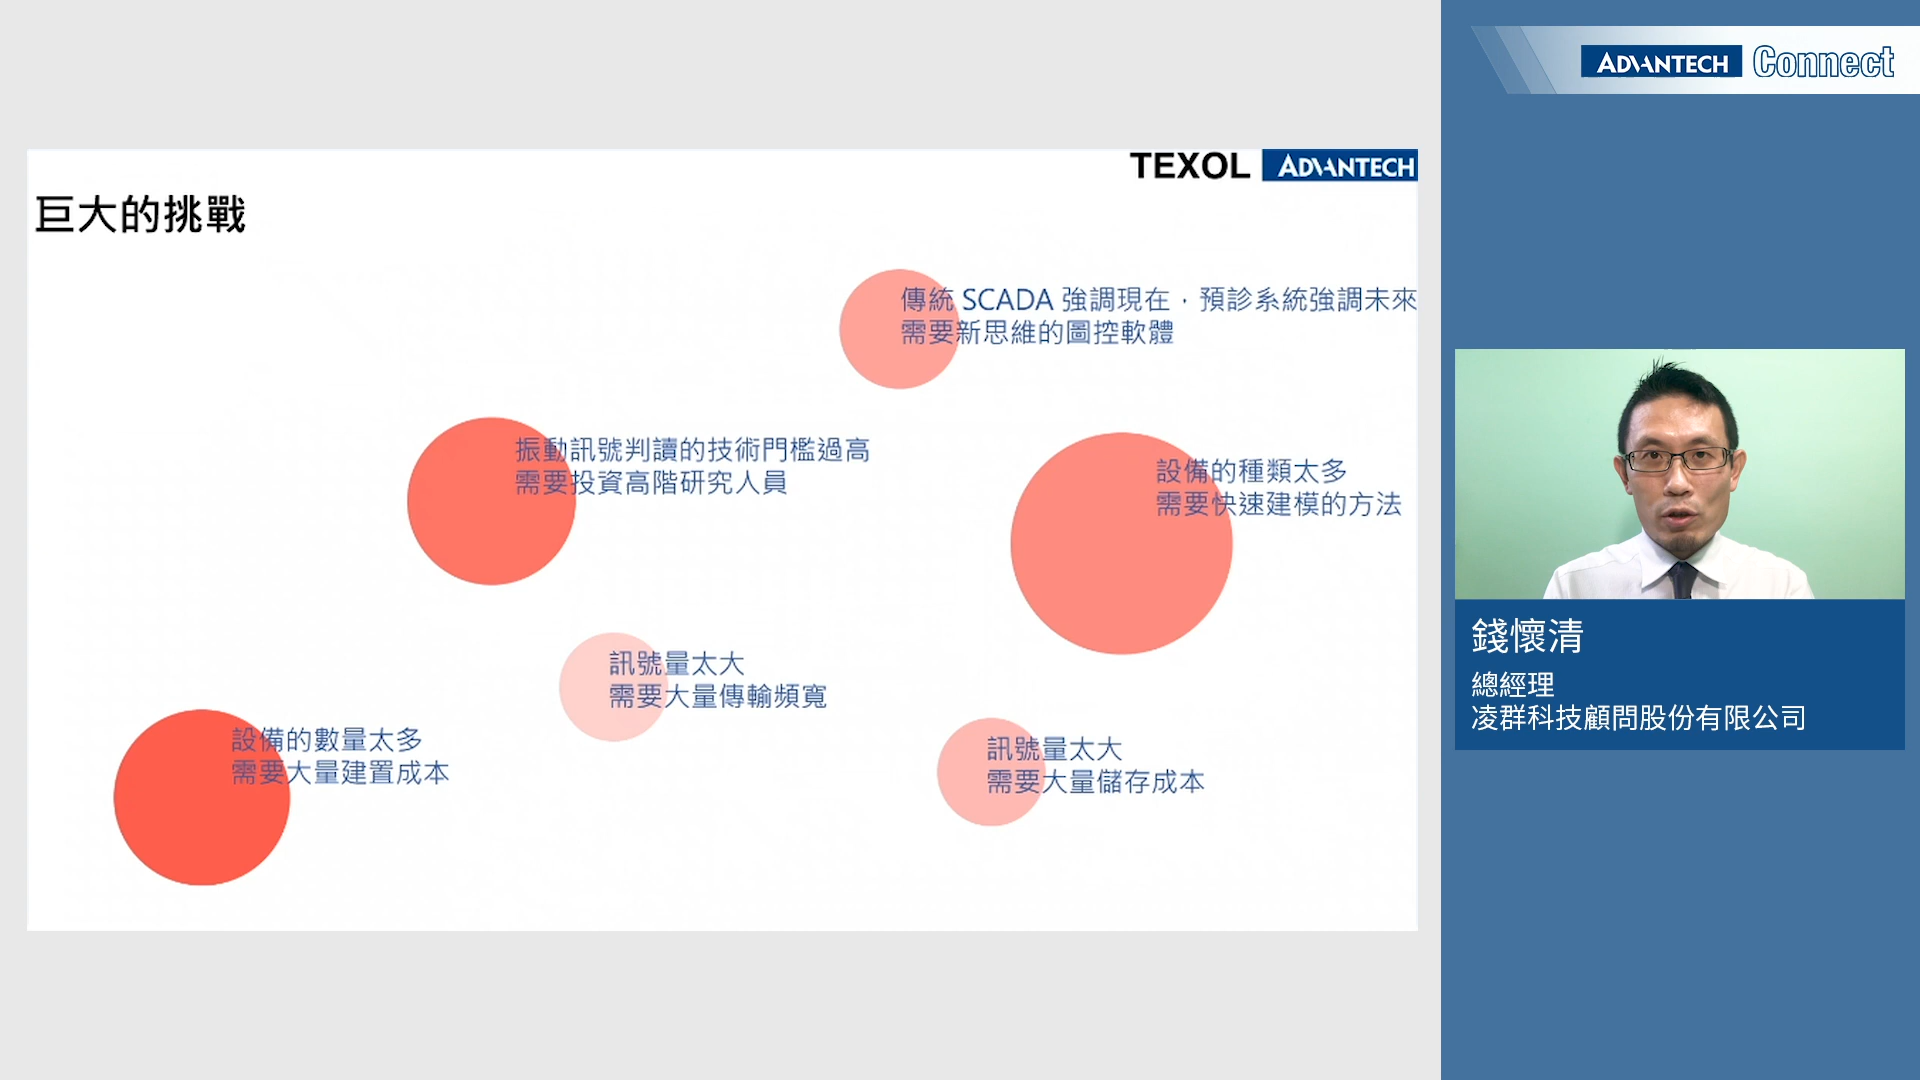 TEXOL ADVANTECH
巨大的挑戰
傳統 SCADA 強調現在，預診系統強調未來
需要新思維的圖控軟體
振動訊號判讀的技術門檻過高
需要投資高階研究人員
設備的種類太多
需要快速建模的方法
訊號量太大
需要大量傳輸頻寬
設備的數量太多
需要大量建置成本
訊號量太大
需要大量儲存成本
ADVANTECH Connect
錢懷清
總經理
凌群科技顧問股份有限公司